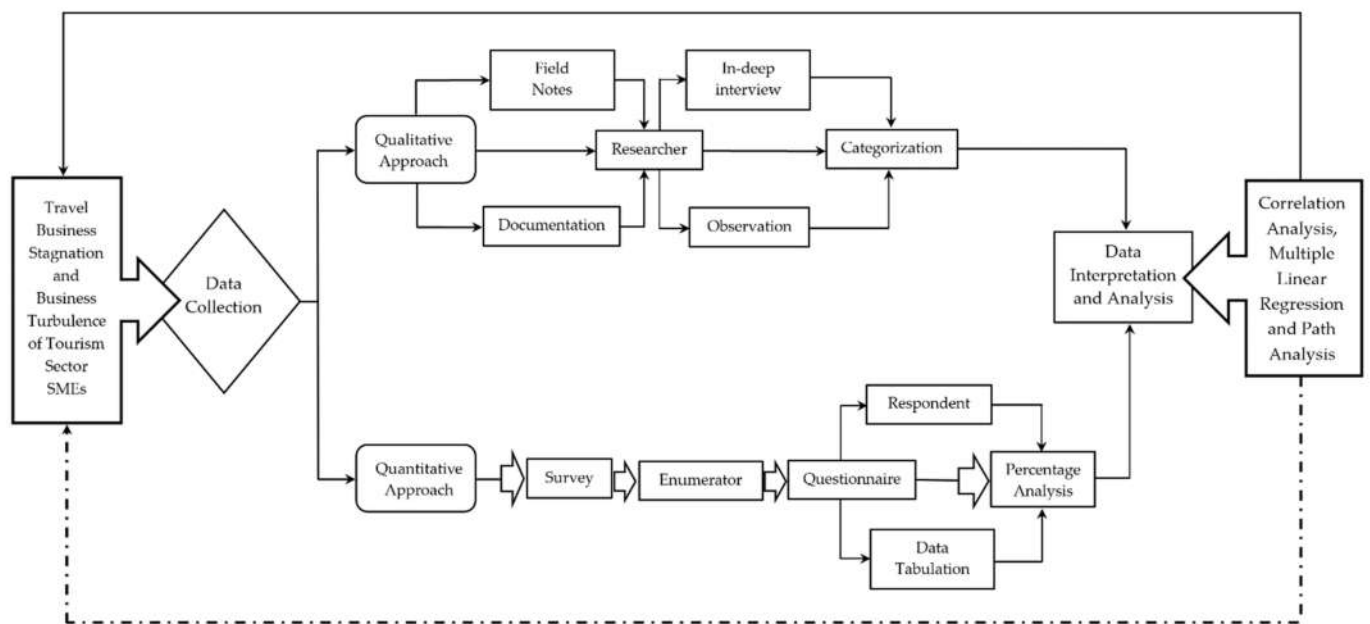 Travel
Business
Stagnation
and
Business
Turbulence
of Tourism
Sector
SMEs
Data
Collection
Qualitative
Approach
Field
Notes
Documentation
Researcher
In-deep
interview
Observation
Categorization
Quantitative
Approach
Survey
Enumerator
Questionnaire
Respondent
Data
Tabulation
Percentage
Analysis
Data
Interpretation
and Analysis
Correlation
Analysis,
Multiple
Linear
Regression
and Path
Analysis